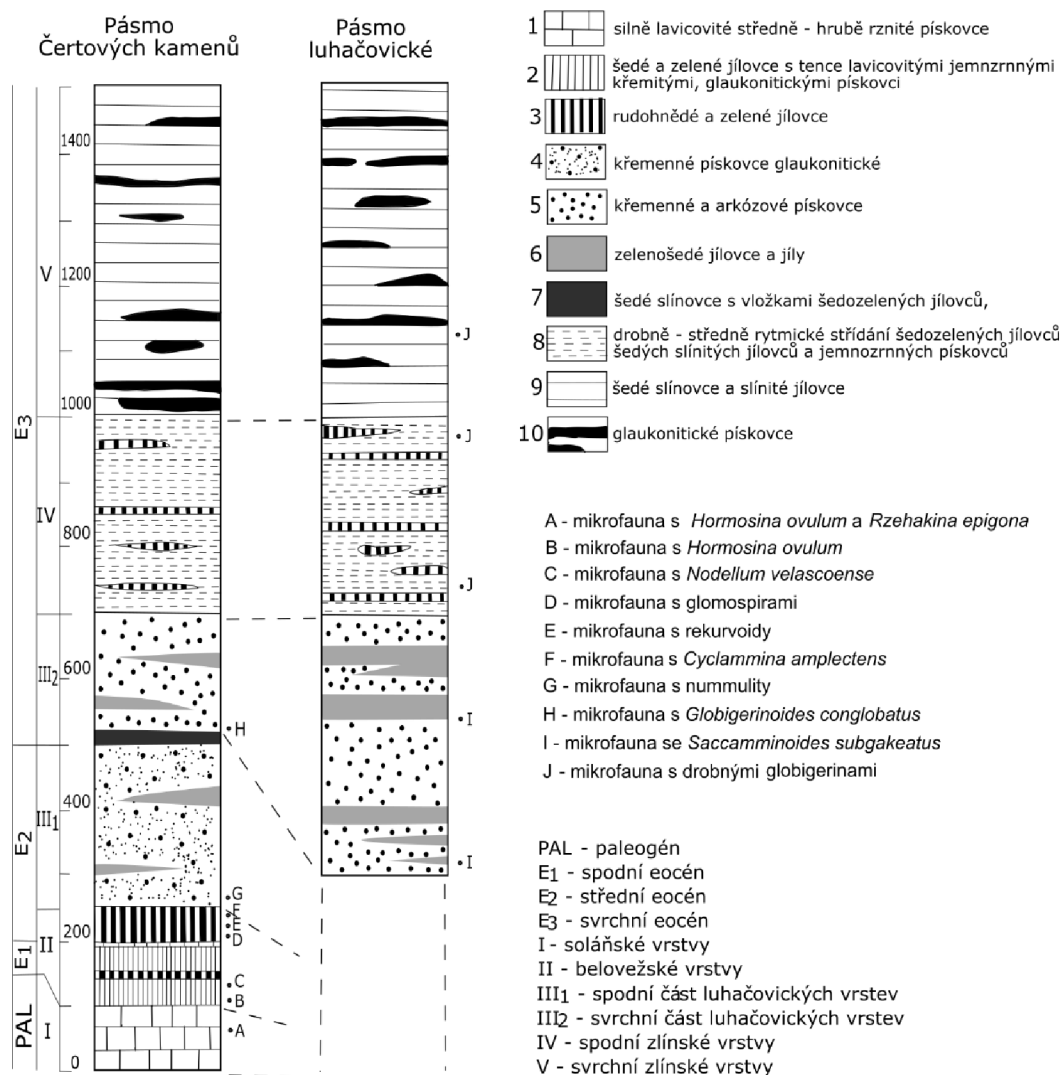 Pásmo
Čertových kamenů
Pásmo
luhačovické
1400
1200
1000
800
600
400
200
0
E3
E2
E1
PAL
V
IV
III2
III1
II
I
H
G
F
E
D
C
B
A
J
J
J
I
I
1 silně lavicovité středně - hrubě rznité pískovce
2 šedé a zelené jílovce s tence lavicovitými jemnzrnnými
křemitými, glaukonitickými pískovci
3 rudohnědé a zelené jílovce
4 křemenné pískovce glaukonitické
5 křemenné a arkózové pískovce
6 zelenošedé jílovce a jíly
7 šedé slínovce s vložkami šedozelených jílovců,
8 drobně - středně rytmické střídání šedozelených jílovců
šedých slínitých jílovců a jemnozrnných pískovců
9 šedé slínovce a slínité jílovce
10 glaukonitické pískovce
A - mikrofauna s Hormosina ovulum a Rzehakina epigona
B - mikrofauna s Hormosina ovulum
C - mikrofauna s Nodellum velascoense
D - mikrofauna s glomospirami
E - mikrofauna s rekurvoidy
F - mikrofauna s Cyclammina amplectens
G - mikrofauna s nummulity
H - mikrofauna s Globigerinoides conglobatus
I - mikrofauna se Saccamminoides subgakeatus
J - mikrofauna s drobnými globigerinami
PAL - paleogén
E1 - spodní eocén
E2 - střední eocén
E3 - svrchní eocén
I - soláňské vrstvy
II - belovežské vrstvy
III1 - spodní část luhačovických vrstev
III2 - svrchní část luhačovických vrstev
IV - spodní zlínské vrstvy
V - svrchní zlínské vrstvy